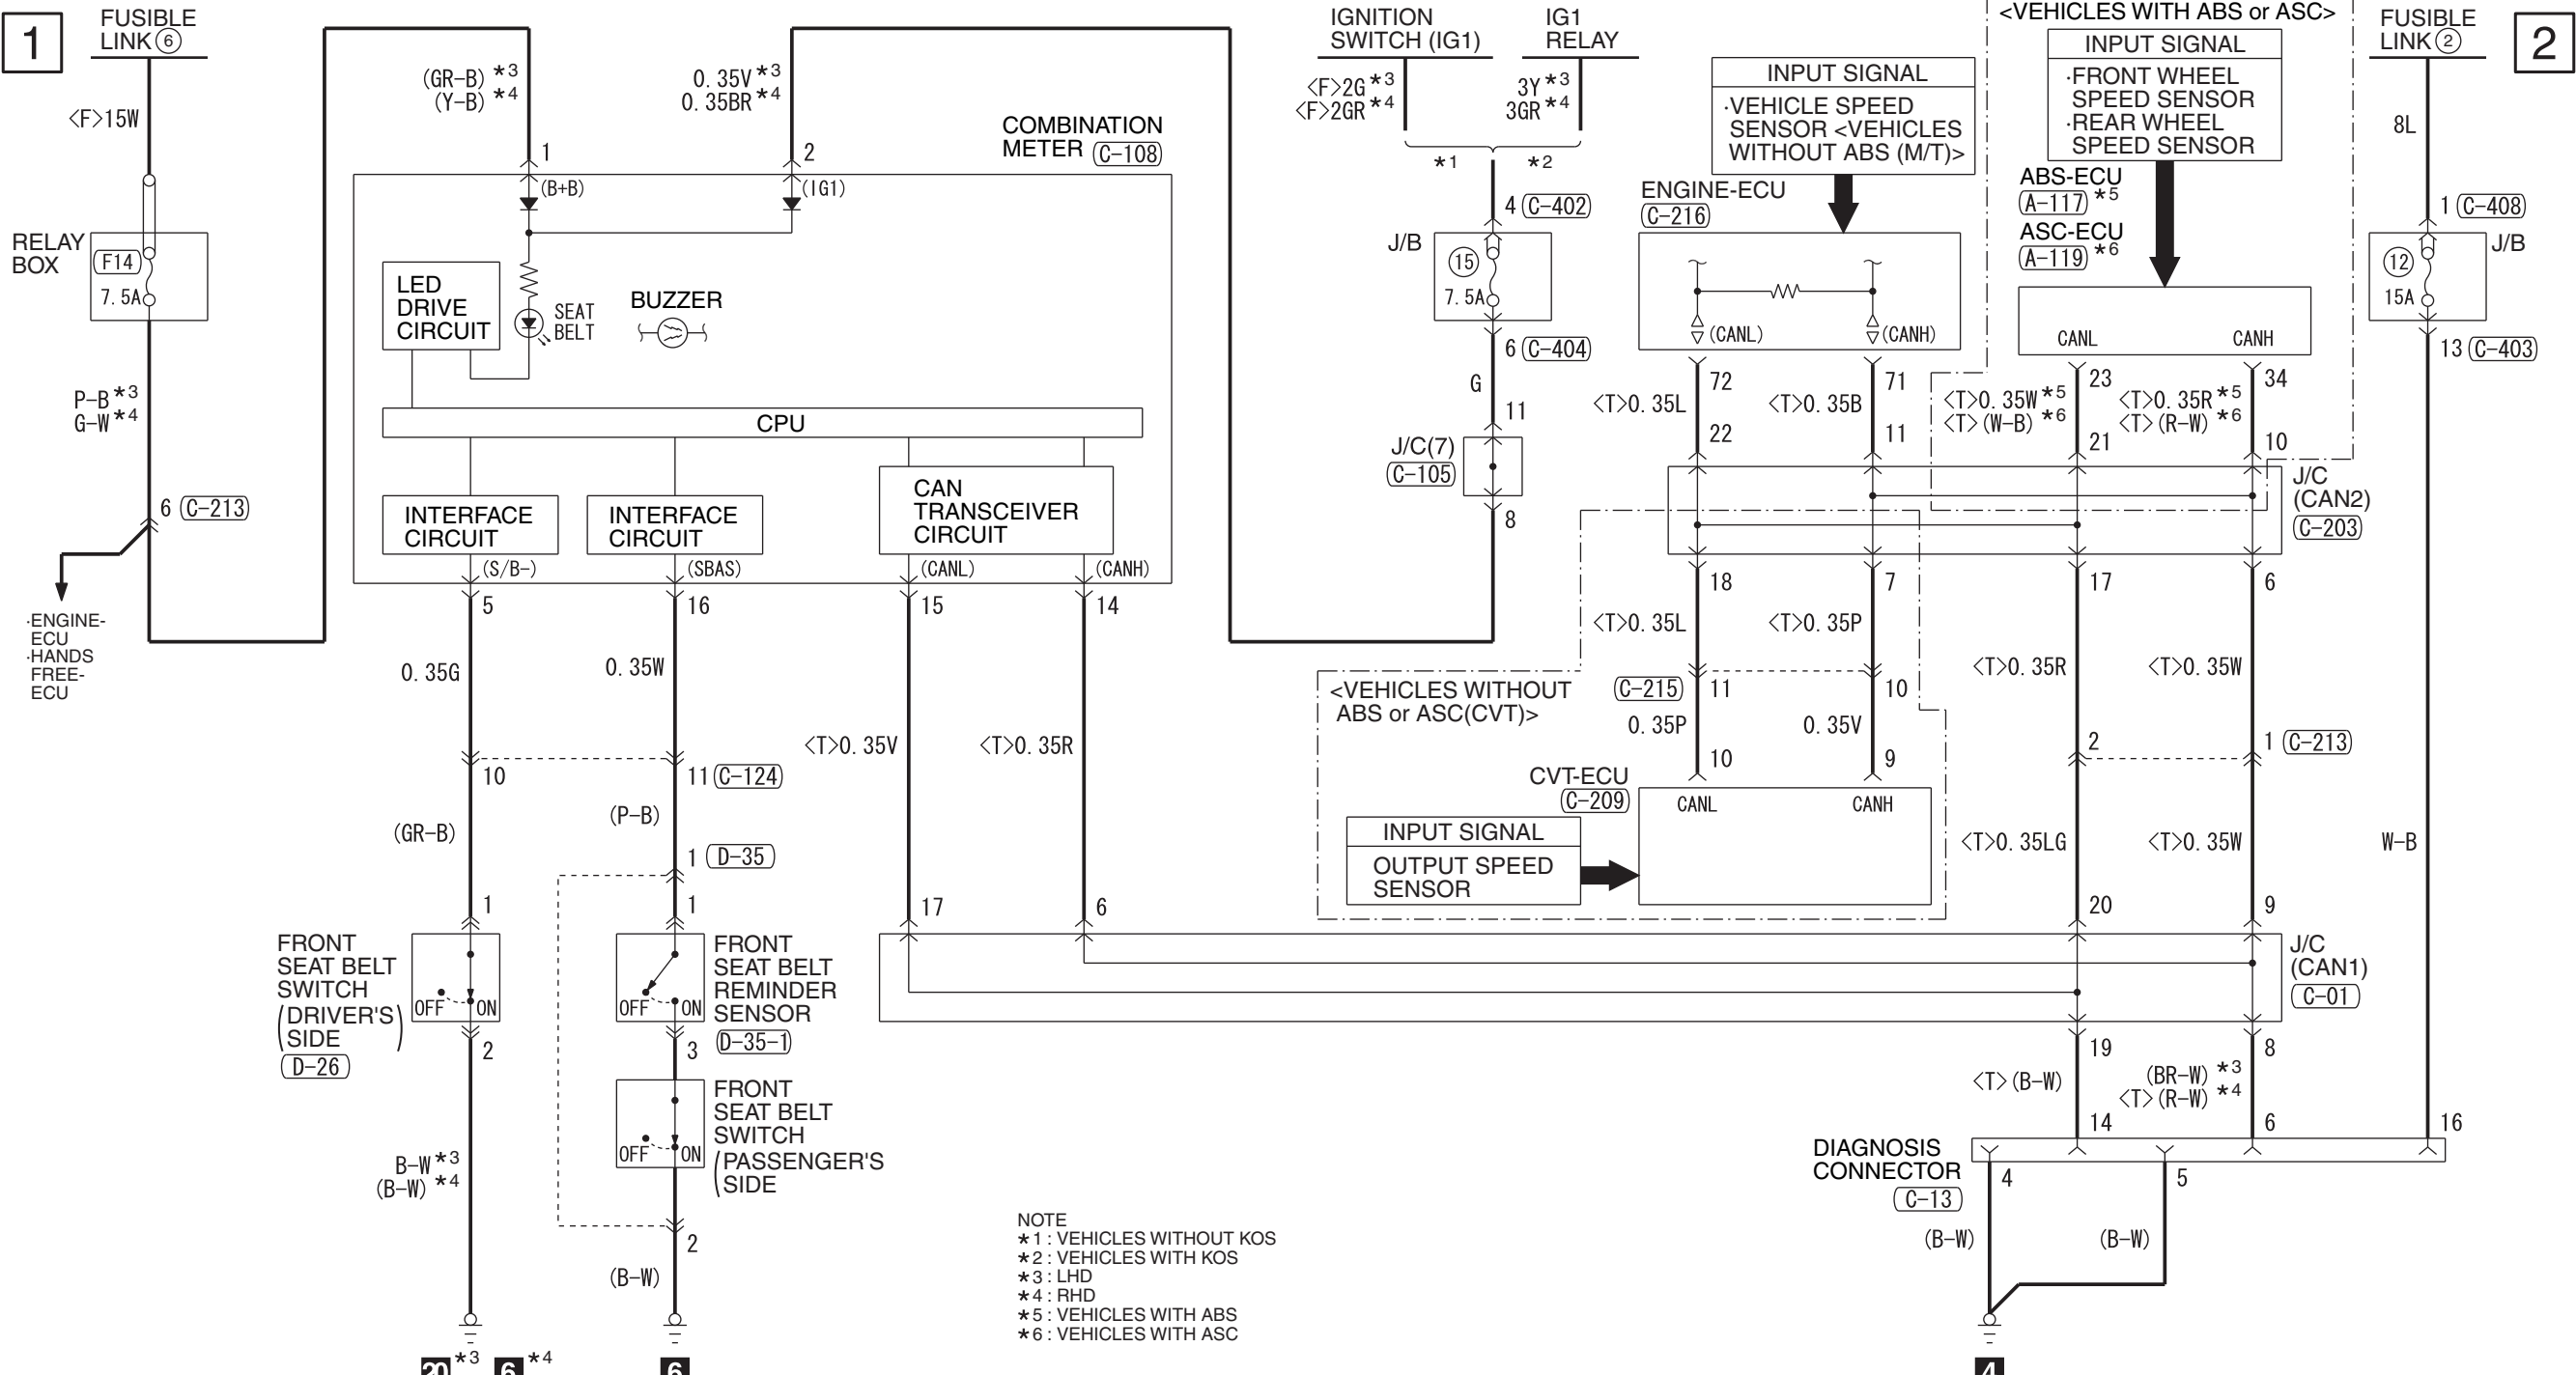 1
FUSIBLE
LINK 6
<F>15W
RELAY
BOX
F14
7.5A
P-B *3
G-W *4
6 C-213
·ENGINE-
ECU
·HANDS
FREE-
ECU
(GR-B) *3
(Y-B) *4
1
(B+B)
0.35V *3
0.35BR *4
2
(IG1)
COMBINATION
METER C-108
LED
DRIVE
CIRCUIT
SEAT
BELT
BUZZER
CPU
INTERFACE
CIRCUIT
INTERFACE
CIRCUIT
CAN
TRANSCEIVER
CIRCUIT
(S/B-)
(SBAS)
(CANL)
(CANH)
5
16
15
14
0.35G
0.35W
<T>0.35V
<T>0.35R
10
11 C-124
(GR-B)
(P-B)
1 D-35
1
1
17
6
FRONT
SEAT BELT
SWITCH
(DRIVER'S
SIDE)
D-26
OFF ON
2
OFF ON
FRONT
SEAT BELT
REMINDER
SENSOR
D-35-1
3
FRONT
SEAT BELT
SWITCH
(PASSENGER'S
SIDE
OFF ON
B-W *3
(B-W) *4
2
(B-W)
20 *3 6 *4
6
NOTE
*1 : VEHICLES WITHOUT KOS
*2 : VEHICLES WITH KOS
*3 : LHD
*4 : RHD
*5 : VEHICLES WITH ABS
*6 : VEHICLES WITH ASC
IGNITION
SWITCH (IG1)
IG1
RELAY
<F>2G *3
<F>2GR *4
3Y *3
3GR *4
*1
*2
4 C-402
J/B
15
7.5A
6 C-404
G
11
J/C(7)
C-105
8
INPUT SIGNAL
·VEHICLE SPEED
SENSOR <VEHICLES
WITHOUT ABS (M/T)>
ENGINE-ECU
C-216
(CANL)
(CANH)
72
71
<T>0.35L
<T>0.35B
22
11
<VEHICLES WITH ABS or ASC>
INPUT SIGNAL
·FRONT WHEEL
SPEED SENSOR
·REAR WHEEL
SPEED SENSOR
ABS-ECU
A-117 *5
ASC-ECU
A-119 *6
CANL
CANH
23
34
<T>0.35W *5
<T>(W-B) *6
<T>0.35R *5
<T>(R-W) *6
21
10
J/C
(CAN2)
C-203
18
7
17
6
<T>0.35L
<T>0.35P
<T>0.35R
<T>0.35W
<VEHICLES WITHOUT
ABS or ASC(CVT)>
C-215 11
10
0.35P
0.35V
10
9
CVT-ECU
C-209
CANL
CANH
INPUT SIGNAL
OUTPUT SPEED
SENSOR
2
1 C-213
<T>0.35LG
<T>0.35W
20
9
J/C
(CAN1)
C-01
19
8
<T>(B-W)
(BR-W) *3
<T>(R-W) *4
14
6
16
DIAGNOSIS
CONNECTOR
C-13
4
5
(B-W)
(B-W)
4
2
FUSIBLE
LINK 2
8L
1 C-408
J/B
12
15A
13 C-403
W-B